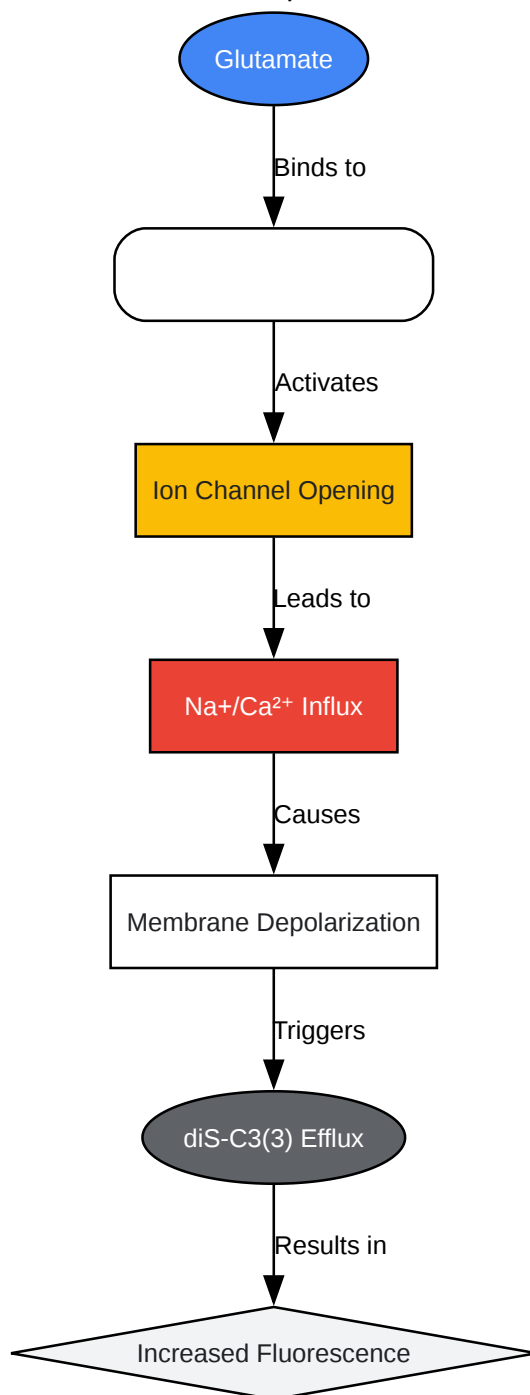 Glutamate
Binds to
Activates
Ion Channel Opening
Leads to
Na+/Ca²⁺ Influx
Causes
Membrane Depolarization
Triggers
diS-C3(3) Efflux
Results in
Increased Fluorescence